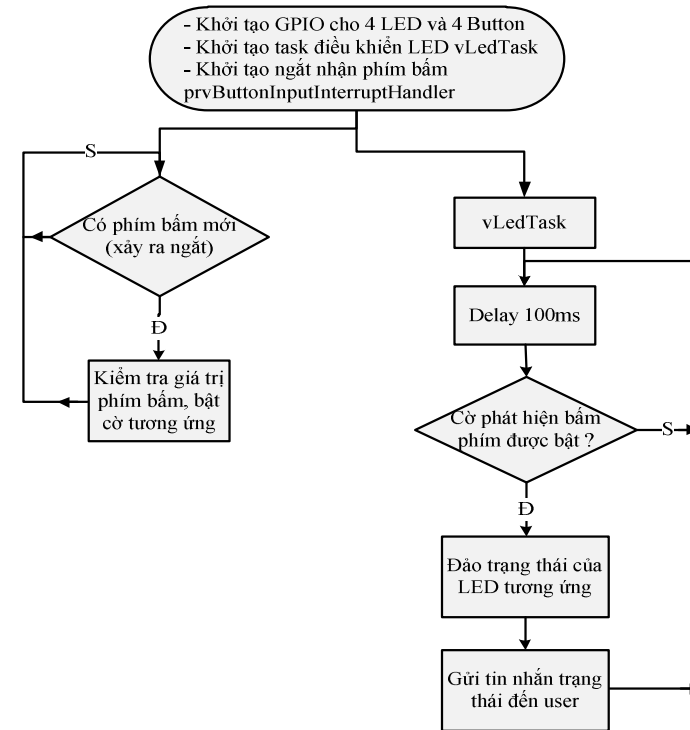 - Khởi tạo GPIO cho 4 LED và 4 Button
- Khởi tạo task điều khiển LED vLedTask
- Khởi tạo ngắt nhận phím bấm
prvButtonInputInterruptHandler
S
Có phím bấm mới
(xảy ra ngắt)
Đ
Kiểm tra giá trị
phím bấm, bật
cờ tương ứng
vLedTask
Delay 100ms
Cờ phát hiện bấm
phím được bật ?
S
Đ
Đảo trạng thái của
LED tương ứng
Gửi tin nhắn trạng
thái đến user